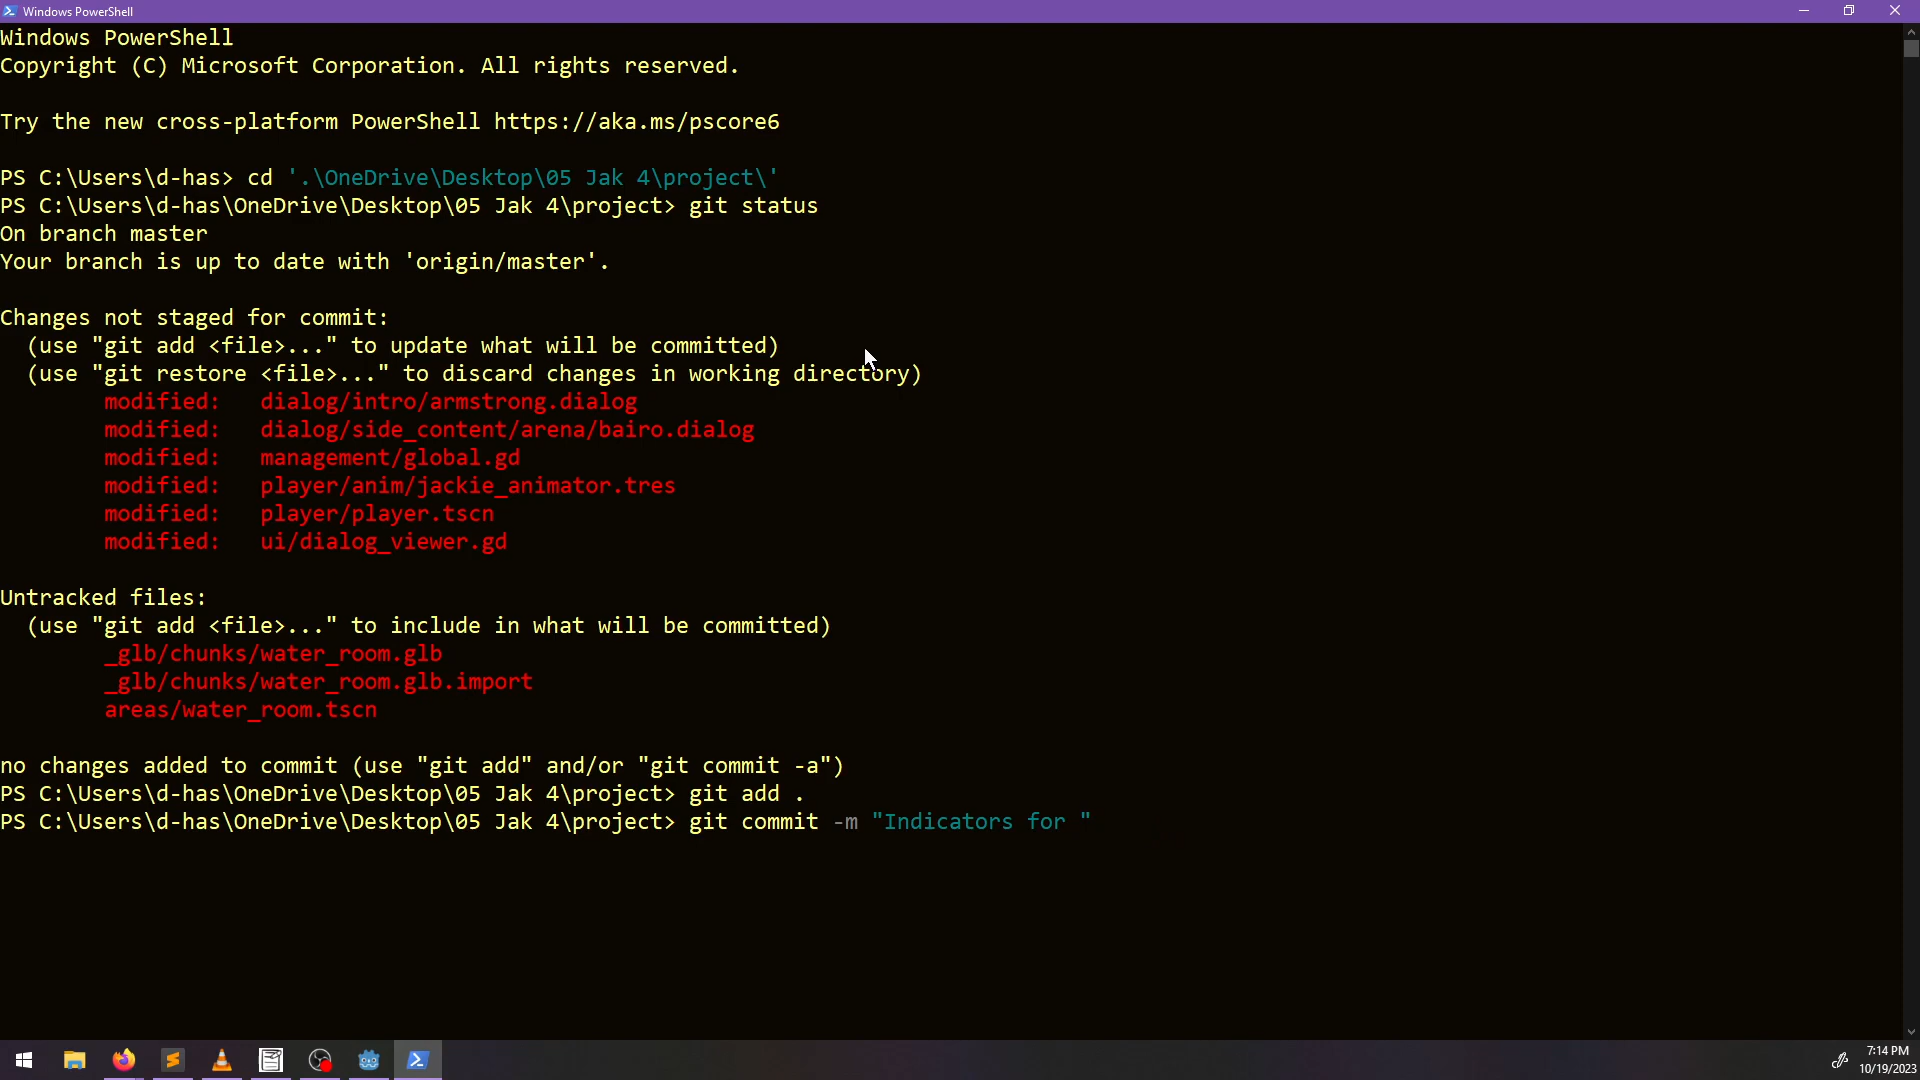 Windows PowerShell
Windows PowerShell
Copyright (C) Microsoft Corporation. All rights reserved.
Try the new cross-platform PowerShell https://aka.ms/pscore6
PS C:\Users\d-has> cd '.\OneDrive\Desktop\05 Jak 4\project\'
PS C:\Users\d-has\OneDrive\Desktop\05 Jak 4\project> git status
On branch master
Your branch is up to date with 'origin/master'.
Changes not staged for commit:
  (use "git add <file>..." to update what will be committed)
  (use "git restore <file>..." to discard changes in working directory)
        modified:   dialog/intro/armstrong.dialog
        modified:   dialog/side_content/arena/bairo.dialog
        modified:   management/global.gd
        modified:   player/anim/jackie_animator.tres
        modified:   player/player.tscn
        modified:   ui/dialog_viewer.gd
Untracked files:
  (use "git add <file>..." to include in what will be committed)
        _glb/chunks/water_room.glb
        _glb/chunks/water_room.glb.import
        areas/water_room.tscn
no changes added to commit (use "git add" and/or "git commit -a")
PS C:\Users\d-has\OneDrive\Desktop\05 Jak 4\project> git add .
PS C:\Users\d-has\OneDrive\Desktop\05 Jak 4\project> git commit -m "Indicators for "
7:14 PM
10/19/2023